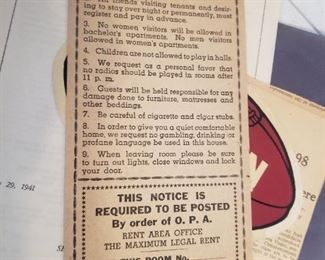 friends visiting tenants and desir-
ing to stay over night or permanently, must
register and pay in advance.
3. No women visitors will be allowed in
bachelor's apartments. No men visitors
allowed in women's apartments.
4. Children are not allowed to play in halls.
5. We request as a personal favor that
no radios should be played in rooms after
11 p. m.
6. Guests will be held responsible for any
damage done to furniture, mattresses and
other beddings.
7. Be careful of cigarette and cigar stubs.
8. In order to give you a quiet comfortable
home, we request no gambling, drinking or
profane language be used in this house.
9. When leaving room please be sure
to turn out lights, close windows and lock
your door.
THIS NOTICE IS
REQUIRED TO BE POSTED
By order of O. P. A.
RENT AREA OFFICE
THE MAXIMUM LEGAL RENT
THIS ROOM No.
29, 1941
98
ere